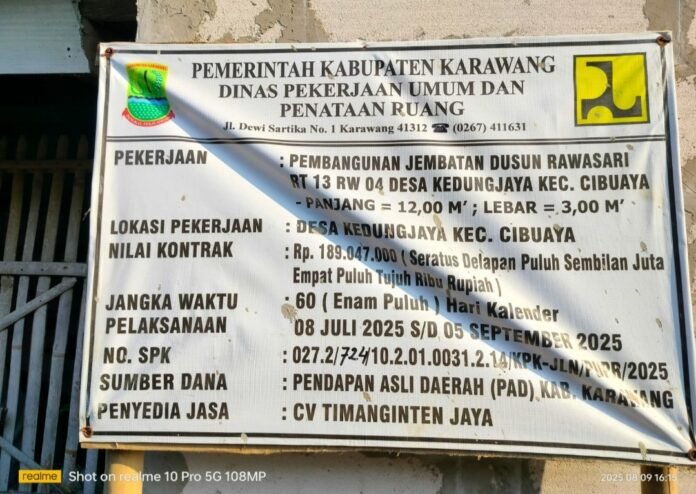 PEMERINTAH KABUPATEN KARAWANG
DINAS PEKERJAAN UMUM DAN
PENATAAN RUANG
Jl. Dewi Sartika No. 1 Karawang 41312 ☎ (0267) 411631
PEKERJAAN : PEMBANGUNAN JEMBATAN DUSUN RAWASARI
RT 13 RW 04 DESA KEDUNGJAYA KEC. CIBUAYA
- PANJANG = 12,00 M' ; LEBAR = 3,00 M'
LOKASI PEKERJAAN : DESA KEDUNGJAYA KEC. CIBUAYA
NILAI KONTRAK : Rp. 189.047.000 ( Seratus Delapan Puluh Sembilan Juta
Empat Puluh Tujuh Ribu Rupiah )
JANGKA WAKTU : 60 ( Enam Puluh ) Hari Kalender
PELAKSANAAN 08 JULI 2025 S/D 05 SEPTEMBER 2025
NO. SPK : 027.2/724/10.2.01.0031.2.14/KPK-JLN/PUPR/2025
SUMBER DANA : PENDAPAN ASLI DAERAH (PAD) KAB. KARAWANG
PENYEDIA JASA : CV TIMANGINTEN JAYA
realme Shot on realme 10 Pro 5G 108MP
2025.08.09 16:15